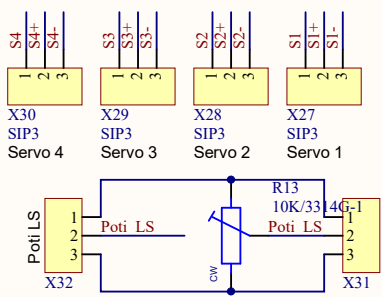 S4 S4+ S4- S3 S3+ S3- S2 S2+ S2- S1 S1+ S1-
1 2 3 1 2 3 1 2 3 1 2 3
X30 X29 X28 X27
SIP3 SIP3 SIP3 SIP3
Servo 4 Servo 3 Servo 2 Servo 1
R13
10K/3314G-1
Poti LS
1
2
3
Poti LS
Poti LS
1
2
3
CW
X32
X31